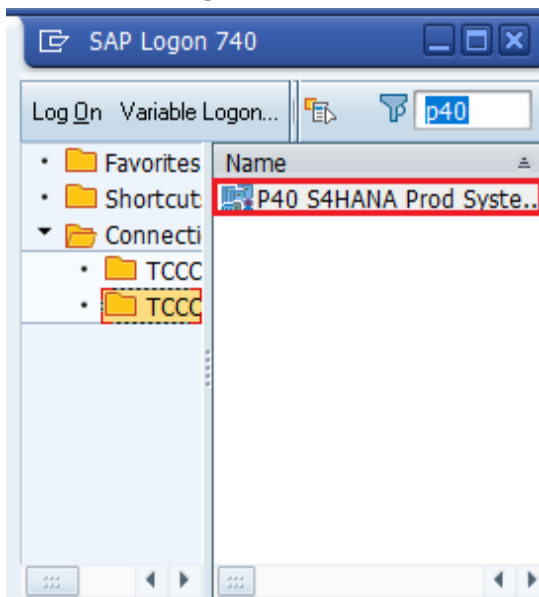 SAP Logon 740
Log On Variable Logon... p40
Favorites
Shortcut
Connecti
TCCC
TCCC
Name
P40 S4HANA Prod Syste..